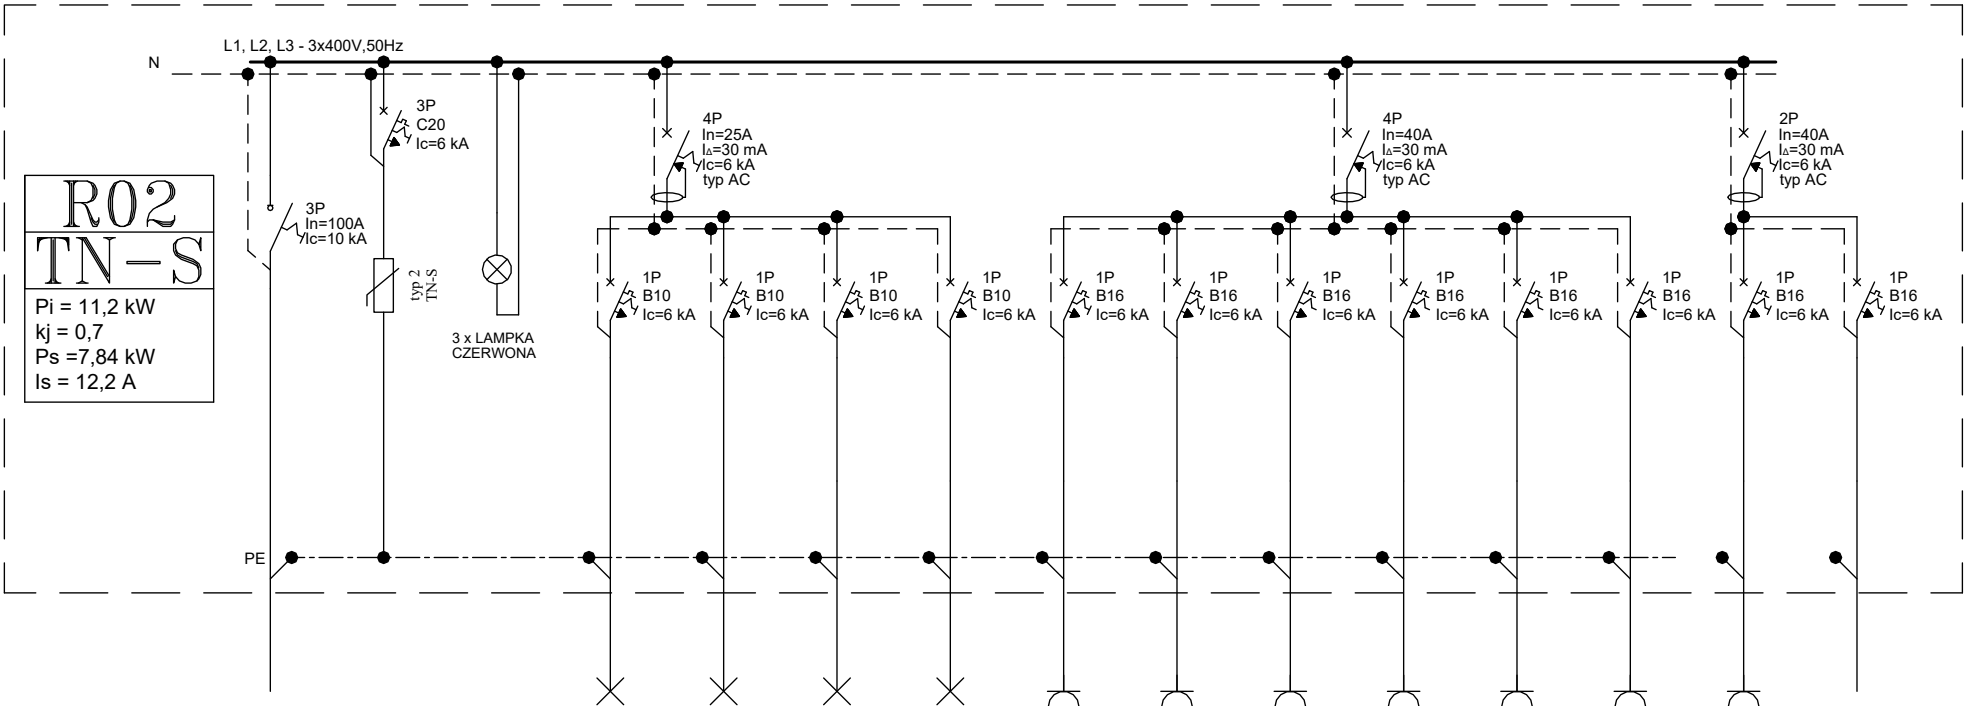 L1, L2, L3 - 3x400V,50Hz
N
3P
C20
Ic=6 kA
4P
In=25A
I∆=30 mA
Ic=6 kA
typ AC
4P
In=40A
I∆=30 mA
Ic=6 kA
typ AC
2P
In=40A
I∆=30 mA
Ic=6 kA
typ AC
R02
TN-S
Pi = 11,2 kW
kj = 0,7
Ps =7,84 kW
Is = 12,2 A
3P
In=100A
Ic=10 kA
typ 2
TN-S
3 x LAMPKA
CZERWONA
1P
B10
Ic=6 kA
1P
B10
Ic=6 kA
1P
B10
Ic=6 kA
1P
B10
Ic=6 kA
1P
B16
Ic=6 kA
1P
B16
Ic=6 kA
1P
B16
Ic=6 kA
1P
B16
Ic=6 kA
1P
B16
Ic=6 kA
1P
B16
Ic=6 kA
1P
B16
Ic=6 kA
1P
B16
Ic=6 kA
PE